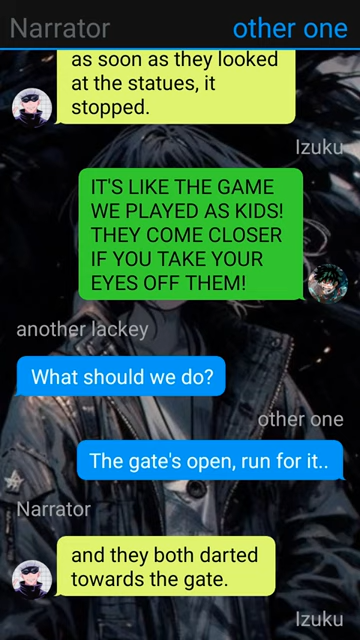 Narrator
other one
as soon as they looked
at the statues, it
stopped.
Izuku
IT'S LIKE THE GAME
WE PLAYED AS KIDS!
THEY COME CLOSER
IF YOU TAKE YOUR
EYES OFF THEM!
another lackey
What should we do?
other one
The gate's open, run for it..
Narrator
and they both darted
towards the gate.
Izuku